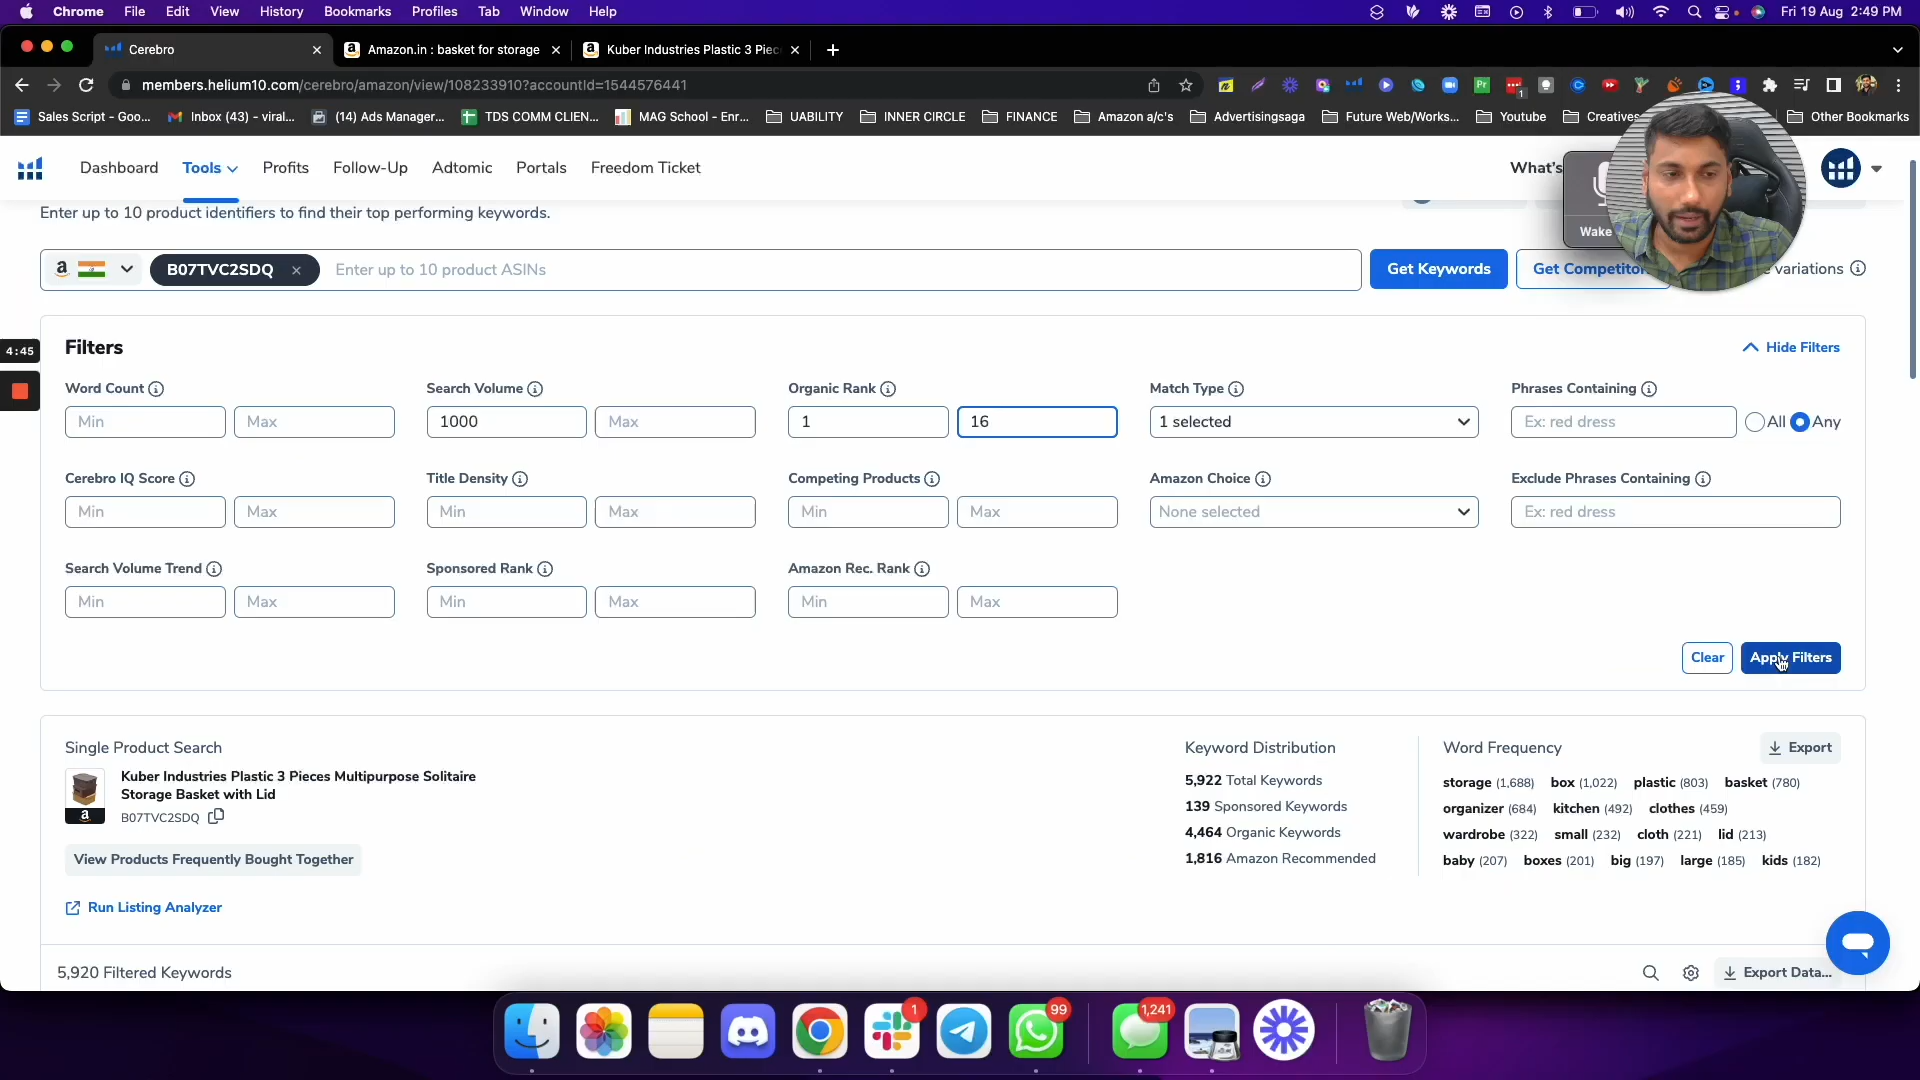 Chrome File Edit View History Bookmarks Profiles Tab Window Help Fri 19 Aug 2:49 PM
Cerebro Amazon.in : basket for storage Kuber Industries Plastic 3 Piec
members.helium10.com/cerebro/amazon/view/108233910?accountId=1544576441
Sales Script - Goo... Inbox (43) - viral... (14) Ads Manager... TDS COMM CLIEN... MAG School - Enr... UABILITY INNER CIRCLE FINANCE Amazon a/c's Advertisingsaga Future Web/Works... Youtube Creatives Other Bookmarks
Dashboard Tools Profits Follow-Up Adtomic Portals Freedom Ticket What's
Wake
Enter up to 10 product identifiers to find their top performing keywords.
a B07TVC2SDQ Enter up to 10 product ASINs Get Keywords Get Competitor variations
4:45
Filters Hide Filters
Word Count Search Volume Organic Rank Match Type Phrases Containing
Min Max 1000 Max 1 16 1 selected Ex: red dress All Any
Cerebro IQ Score Title Density Competing Products Amazon Choice Exclude Phrases Containing
Min Max Min Max Min Max None selected Ex: red dress
Search Volume Trend Sponsored Rank Amazon Rec. Rank
Min Max Min Max Min Max
Clear Apply Filters
Single Product Search Keyword Distribution Word Frequency Export
Kuber Industries Plastic 3 Pieces Multipurpose Solitaire
Storage Basket with Lid
B07TVC2SDQ
a
5,922 Total Keywords
139 Sponsored Keywords
4,464 Organic Keywords
1,816 Amazon Recommended
storage (1,688) box (1,022) plastic (803) basket (780)
organizer (684) kitchen (492) clothes (459)
wardrobe (322) small (232) cloth (221) lid (213)
baby (207) boxes (201) big (197) large (185) kids (182)
View Products Frequently Bought Together
Run Listing Analyzer
5,920 Filtered Keywords Export Data...
1 99 1,241